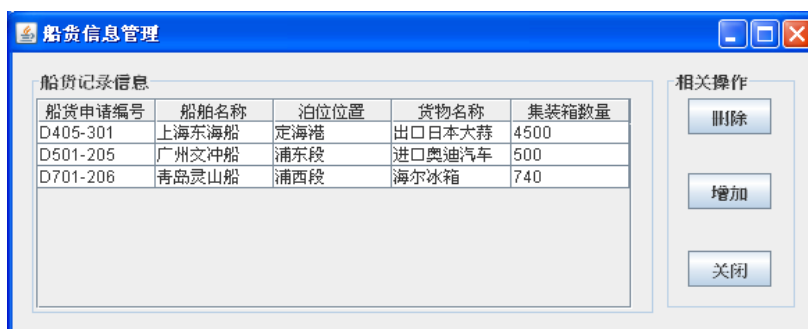 船货信息管理
船货记录信息
相关操作
船货申请编号 船舶名称 泊位位置 货物名称 集装箱数量
D405-301 上海东海船 定海港 出口日本大蒜 4500
D501-205 广州文冲船 浦东段 进口奥迪汽车 500
D701-206 青岛灵山船 浦西段 海尔冰箱 740
删除
增加
关闭